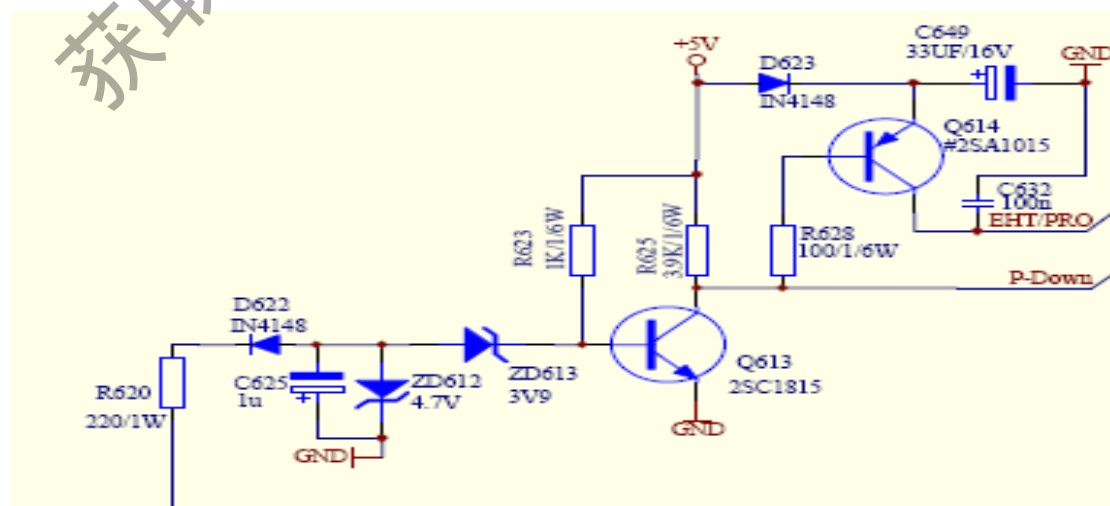 获取
C649
33UF/16V
GND
+5V
D623
IN4148
Q614
#2SA1015
C632
100n
EHT/PRO
R623
1K/1/6W
R625
3.9K/1/6W
R628
100/1/6W
P-Down
D622
IN4148
R620
220/1W
C625
1u
ZD612
4.7V
ZD613
3V9
Q613
2SC1815
GND
GND